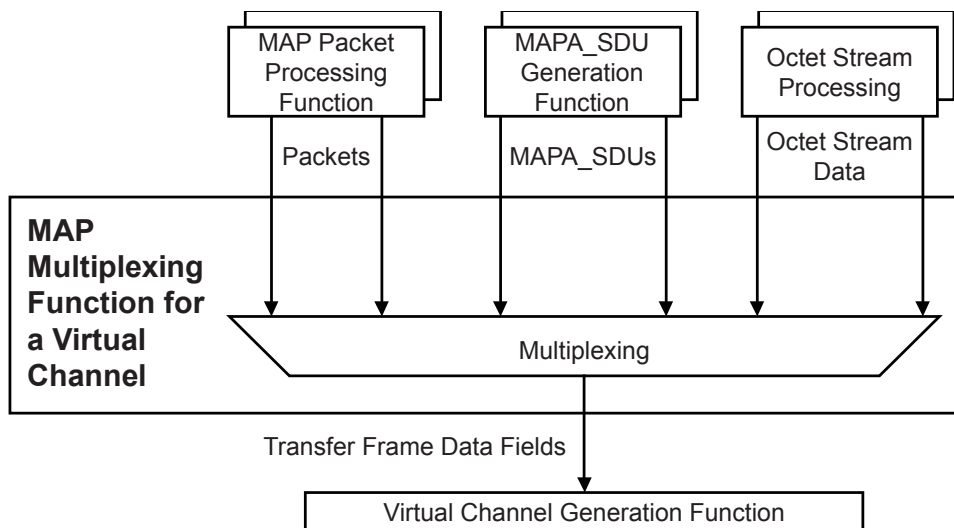 MAP Packet
Processing
Function
MAPA_SDU
Generation
Function
Octet Stream
Processing
Packets
MAPA_SDUs
Octet Stream
Data
MAP
Multiplexing
Function for
a Virtual
Channel
Multiplexing
Transfer Frame Data Fields
Virtual Channel Generation Function